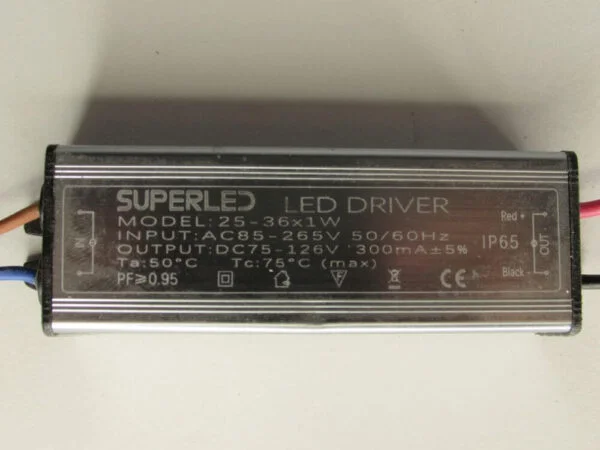 SUPERLED LED DRIVER
MODEL:25-36x1W
INPUT:AC85-265V 50/60Hz
OUTPUT:DC75-126V 300mA±5%
Ta:50°C Tc:75°C (max)
PF≥0.95
IN
F
CE
IP65
Red +
OUT
Black-